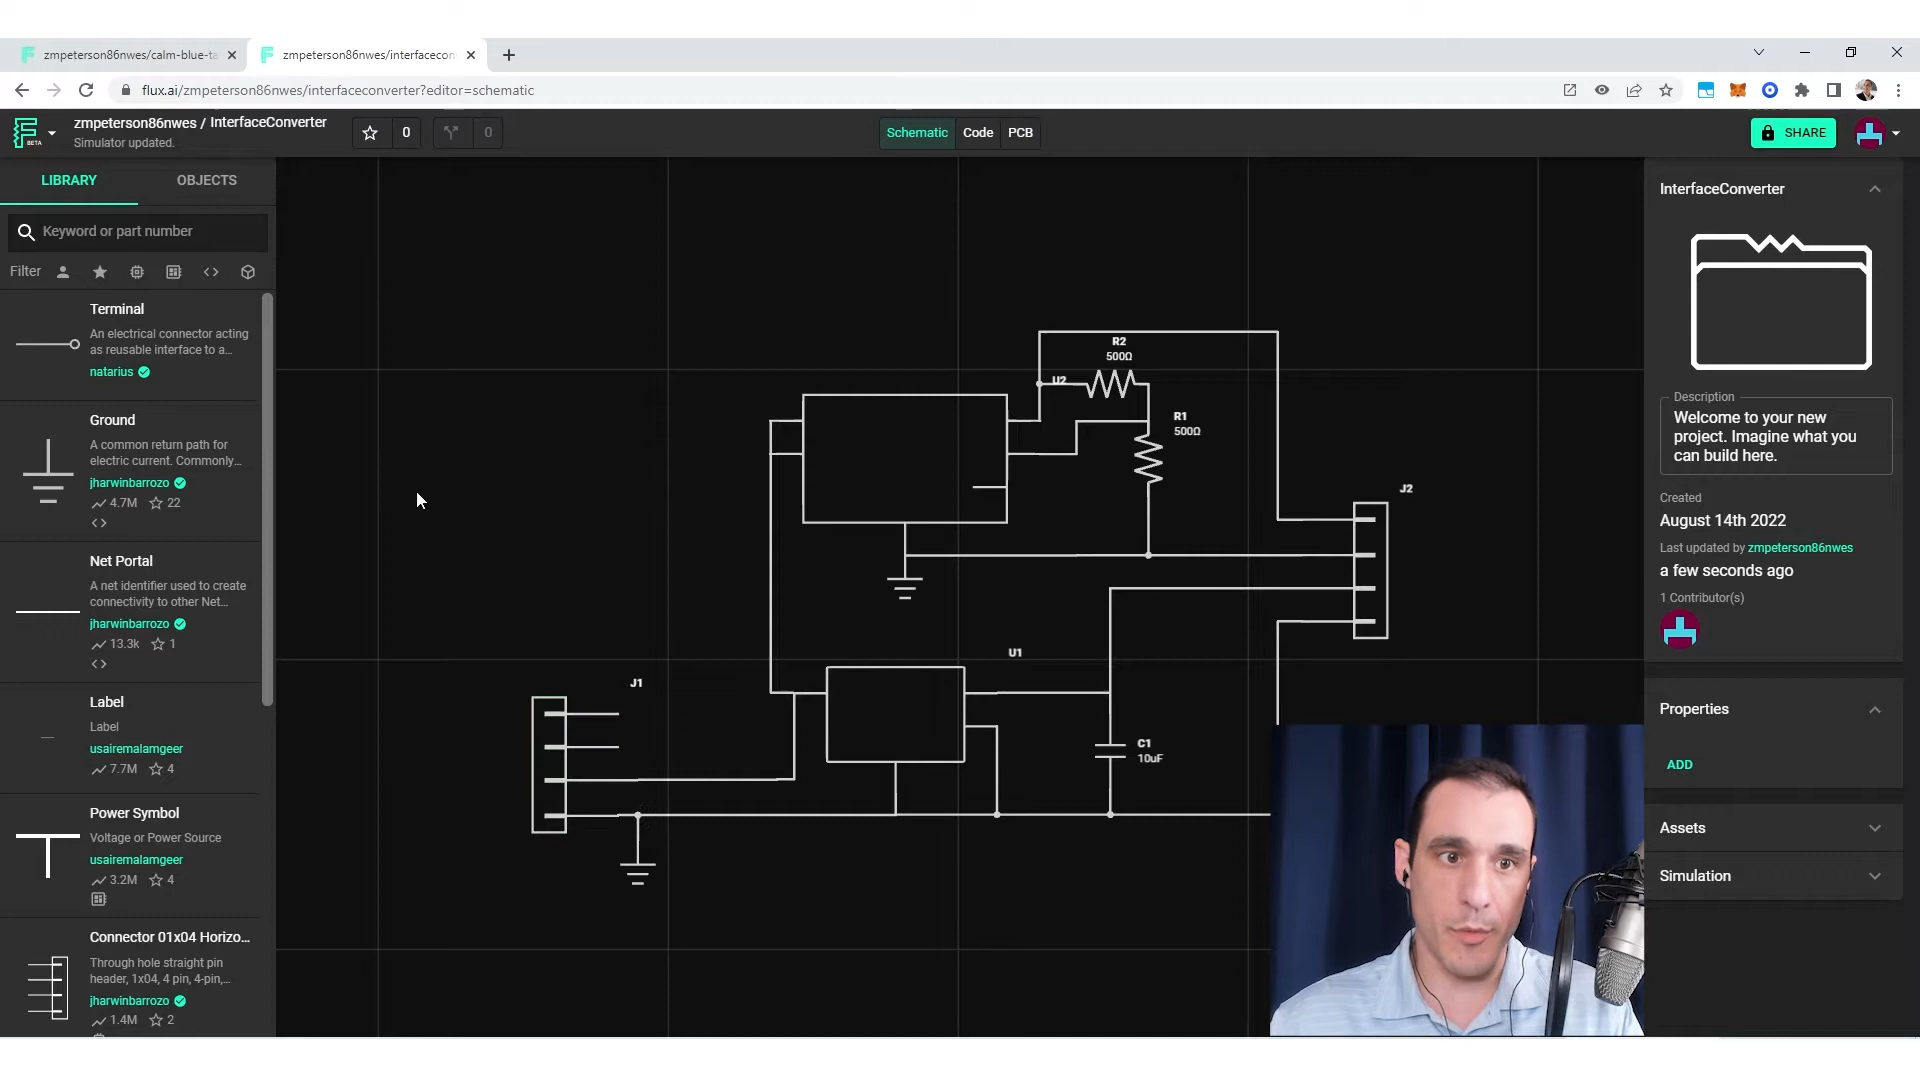 zmpeterson86nwes/calm-blue-ta
zmpeterson86nwes/interfacecon
flux.ai/zmpeterson86nwes/interfaceconverter?editor=schematic
BETA
zmpeterson86nwes / InterfaceConverter
Simulator updated.
0
0
Schematic
Code
PCB
SHARE
LIBRARY
OBJECTS
Keyword or part number
Filter
Terminal
An electrical connector acting
as reusable interface to a...
natarius
Ground
A common return path for
electric current. Commonly...
jharwinbarrozo
4.7M
22
Net Portal
A net identifier used to create
connectivity to other Net...
jharwinbarrozo
13.3k
1
Label
Label
usairemalamgeer
7.7M
4
Power Symbol
Voltage or Power Source
usairemalamgeer
3.2M
4
Connector 01x04 Horizo...
Through hole straight pin
header, 1x04, 4 pin, 4-pin,...
jharwinbarrozo
1.4M
2
R2
500Ω
U2
R1
500Ω
J2
U1
J1
C1
10uF
InterfaceConverter
Description
Welcome to your new
project. Imagine what you
can build here.
Created
August 14th 2022
Last updated by zmpeterson86nwes
a few seconds ago
1 Contributor(s)
Properties
ADD
Assets
Simulation